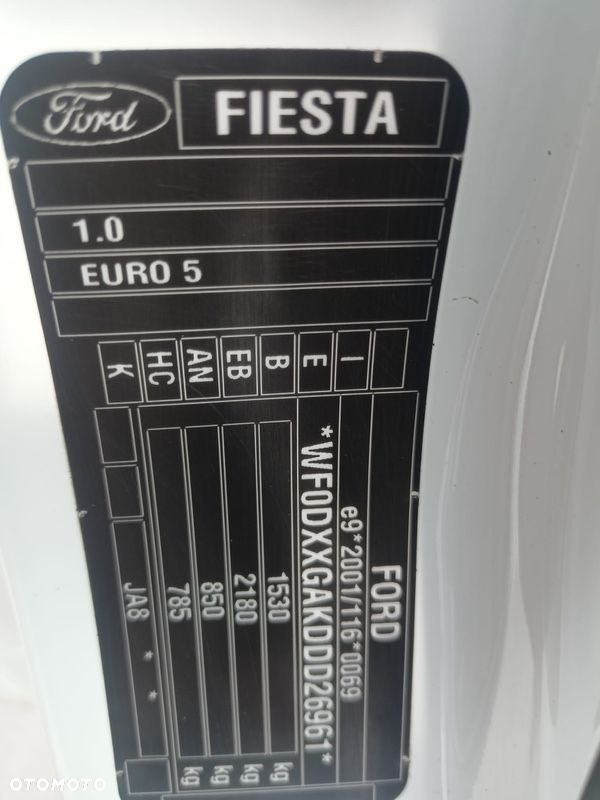 Ford
FIESTA
1.0
EURO 5
I
E
B
EB
AN
HC
K
FORD
e9*2001/116*0069
*WF0DXXGAKDDD26961*
1530 kg
2180 kg
850 kg
785 kg
JA8 * *
OTOMOTO